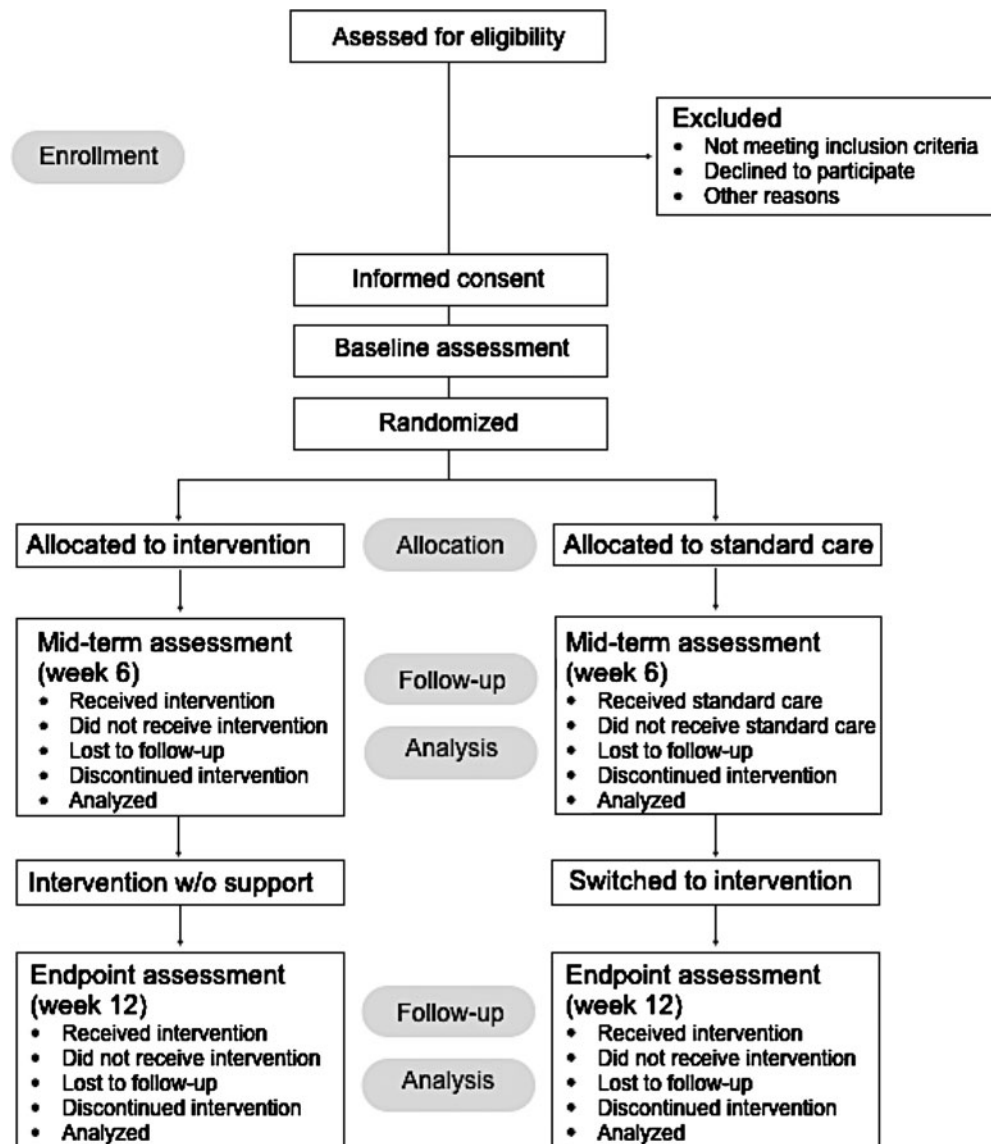 Asessed for eligibility
Enrollment
Excluded
• Not meeting inclusion criteria
• Declined to participate
• Other reasons
Informed consent
Baseline assessment
Randomized
Allocated to intervention
Allocation
Allocated to standard care
Mid-term assessment
(week 6)
• Received intervention
• Did not receive intervention
• Lost to follow-up
• Discontinued intervention
• Analyzed
Follow-up
Analysis
Mid-term assessment
(week 6)
• Received standard care
• Did not receive standard care
• Lost to follow-up
• Discontinued intervention
• Analyzed
Intervention w/o support
Switched to intervention
Endpoint assessment
(week 12)
• Received intervention
• Did not receive intervention
• Lost to follow-up
• Discontinued intervention
• Analyzed
Follow-up
Analysis
Endpoint assessment
(week 12)
• Received intervention
• Did not receive intervention
• Lost to follow-up
• Discontinued intervention
• Analyzed